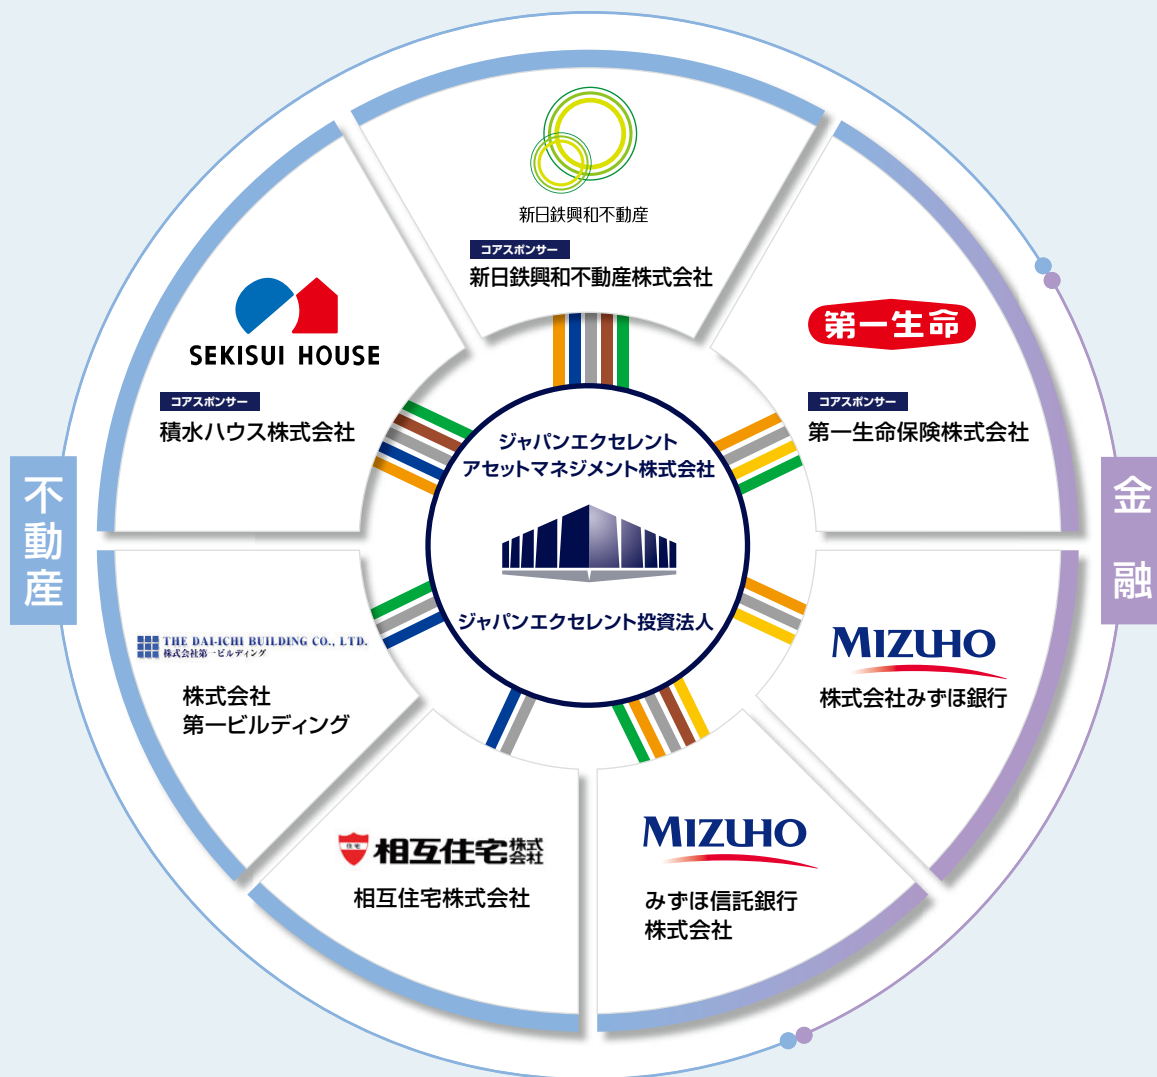 新日鉄興和不動産
コアスポンサー
新日鉄興和不動産株式会社
SEKISUI HOUSE
コアスポンサー
積水ハウス株式会社
第一生命
コアスポンサー
第一生命保険株式会社
不動産
金融
ジャパンエクセレント
アセットマネジメント株式会社
ジャパンエクセレント投資法人
THE DAI-ICHI BUILDING CO., LTD.
株式会社第一ビルディング
株式会社
第一ビルディング
MIZUHO
株式会社みずほ銀行
住宅
相互住宅株式会社
相互住宅株式会社
MIZUHO
みずほ信託銀行
株式会社